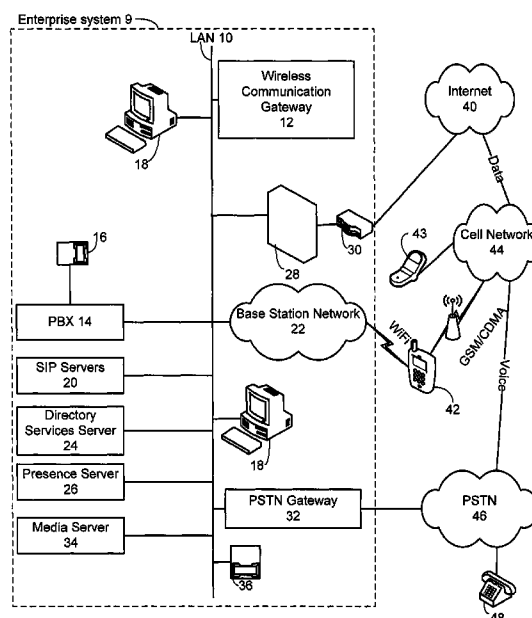 Enterprise system 9
LAN 10
Wireless
Communication
Gateway
12
Internet
40
18
Data
16
28
30
43
Cell Network
44
PBX 14
Base Station Network
22
WiFi
GSM/CDMA
Voice
42
SIP Servers
20
Directory
Services Server
24
18
Presence Server
26
PSTN Gateway
32
PSTN
46
Media Server
34
36
48